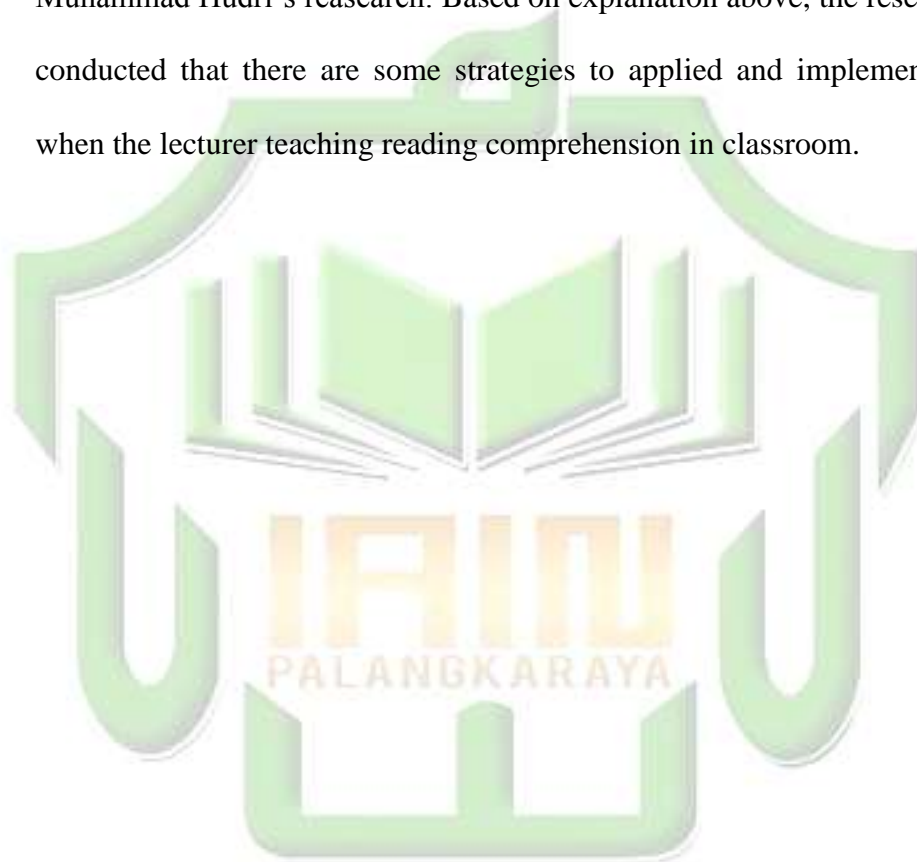 Muhammad Hudri's reasearch. Based on explanation above, the rese
conducted that there are some strategies to applied and implemen
when the lecturer teaching reading comprehension in classroom.
IAIN
PALANGKARAYA